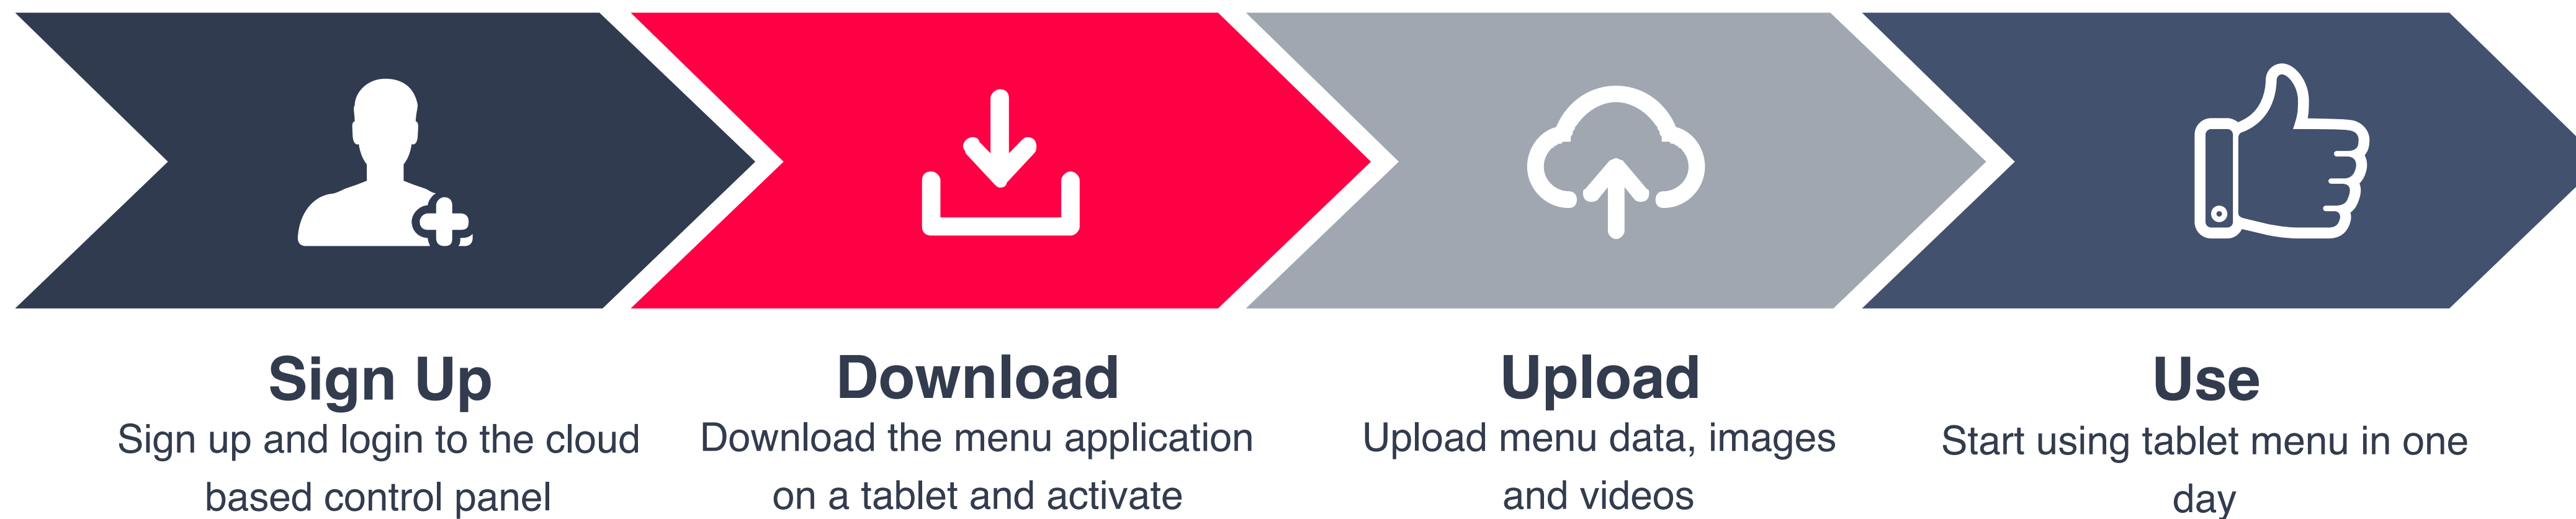 Sign Up
Sign up and login to the cloud
based control panel
Download
Download the menu application
on a tablet and activate
Upload
Upload menu data, images
and videos
Use
Start using tablet menu in one
day